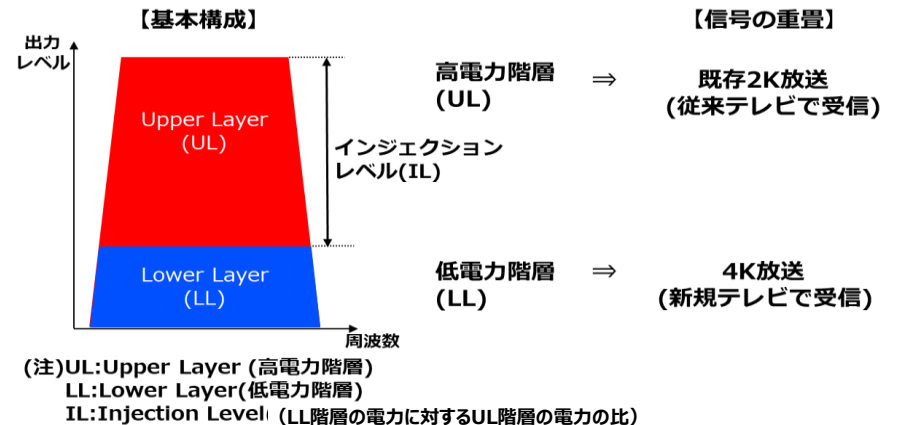 【基本構成】
【信号の重畳】
出力
レベル
Upper Layer
(UL)
インジェクション
レベル(IL)
Lower Layer
(LL)
周波数
高電力階層
(UL)
⇒
既存2K放送
(従来テレビで受信)
低電力階層
(LL)
⇒
4K放送
(新規テレビで受信)
(注)UL:Upper Layer (高電力階層)
LL:Lower Layer(低電力階層)
IL:Injection Level(LL階層の電力に対するUL階層の電力の比)